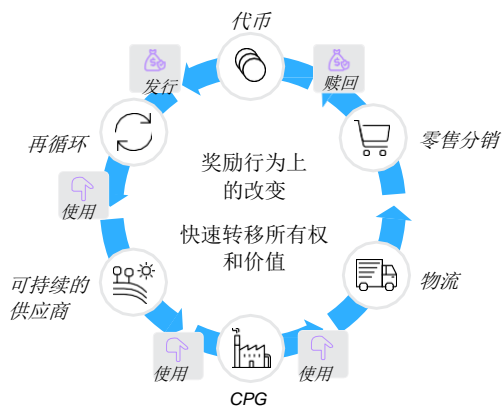 代币
发行
赎回
再循环
零售分销
奖励行为上
的改变
使用
快速转移所有权
和价值
可持续的
供应商
物流
使用
使用
CPG